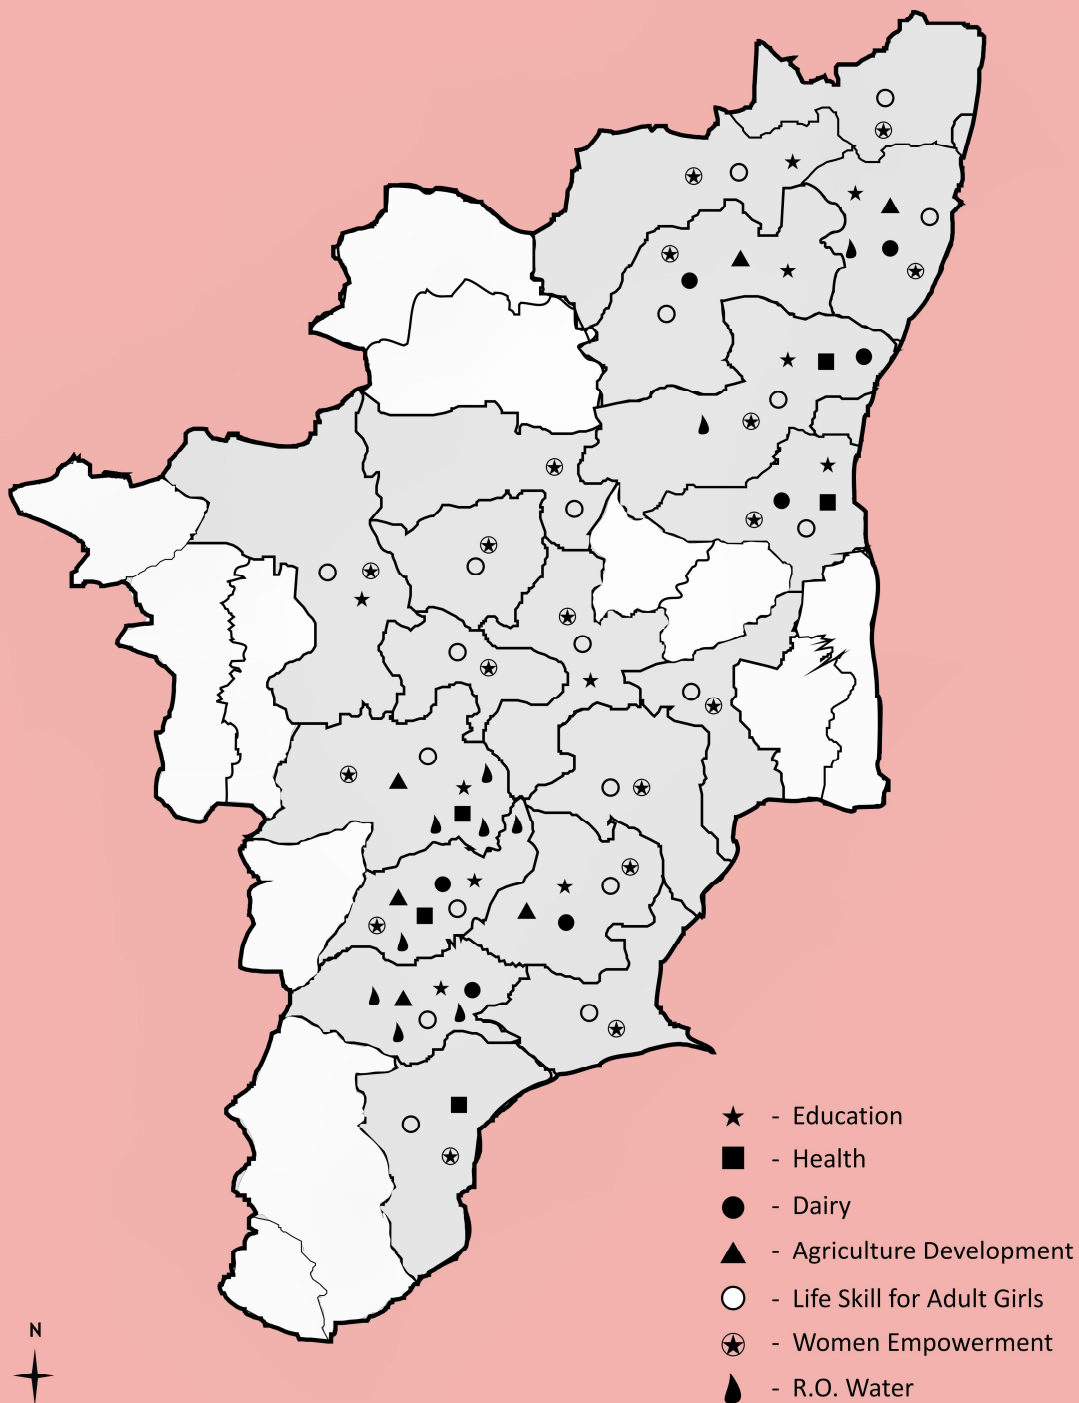 - Education
- Health
- Dairy
- Agriculture Development
- Life Skill for Adult Girls
N
- Women Empowerment
- R.O. Water